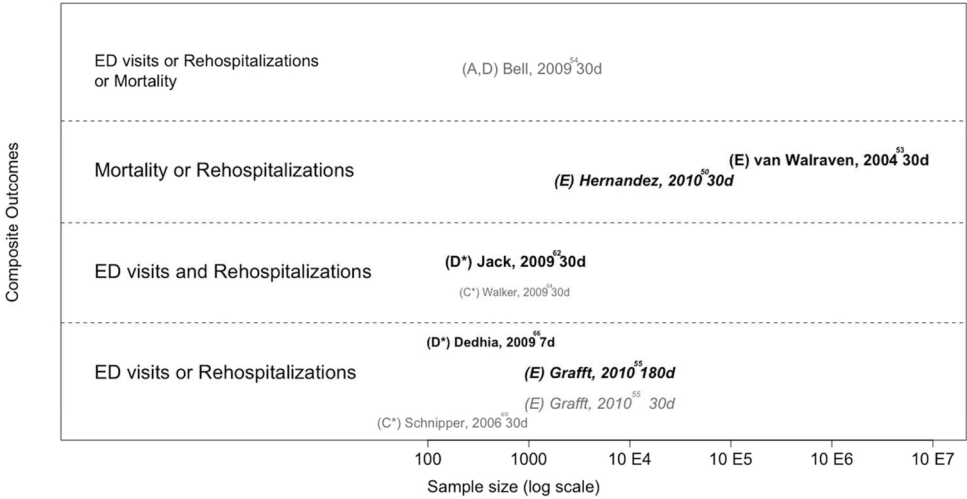 Composite Outcomes
ED visits or Rehospitalizations
or Mortality
(A,D) Bell, 2009 54 30d
Mortality or Rehospitalizations
(E) van Walraven, 2004 53 30d
(E) Hernandez, 2010 50 30d
ED visits and Rehospitalizations
(D*) Jack, 2009 62 30d
(C*) Walker, 2009 64 30d
ED visits or Rehospitalizations
(D*) Dedhia, 2009 66 7d
(E) Grafft, 2010 55 180d
(E) Grafft, 2010 55 30d
(C*) Schnipper, 2006 60 30d
100 1000 10 E4 10 E5 10 E6 10 E7
Sample size (log scale)